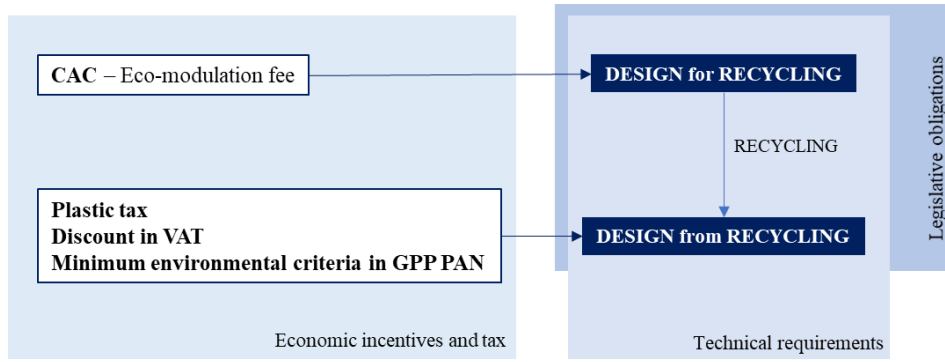 CAC – Eco-modulation fee
DESIGN for RECYCLING
RECYCLING
Plastic tax
Discount in VAT
Minimum environmental criteria in GPP PAN
DESIGN from RECYCLING
Economic incentives and tax
Technical requirements
Legislative obligations